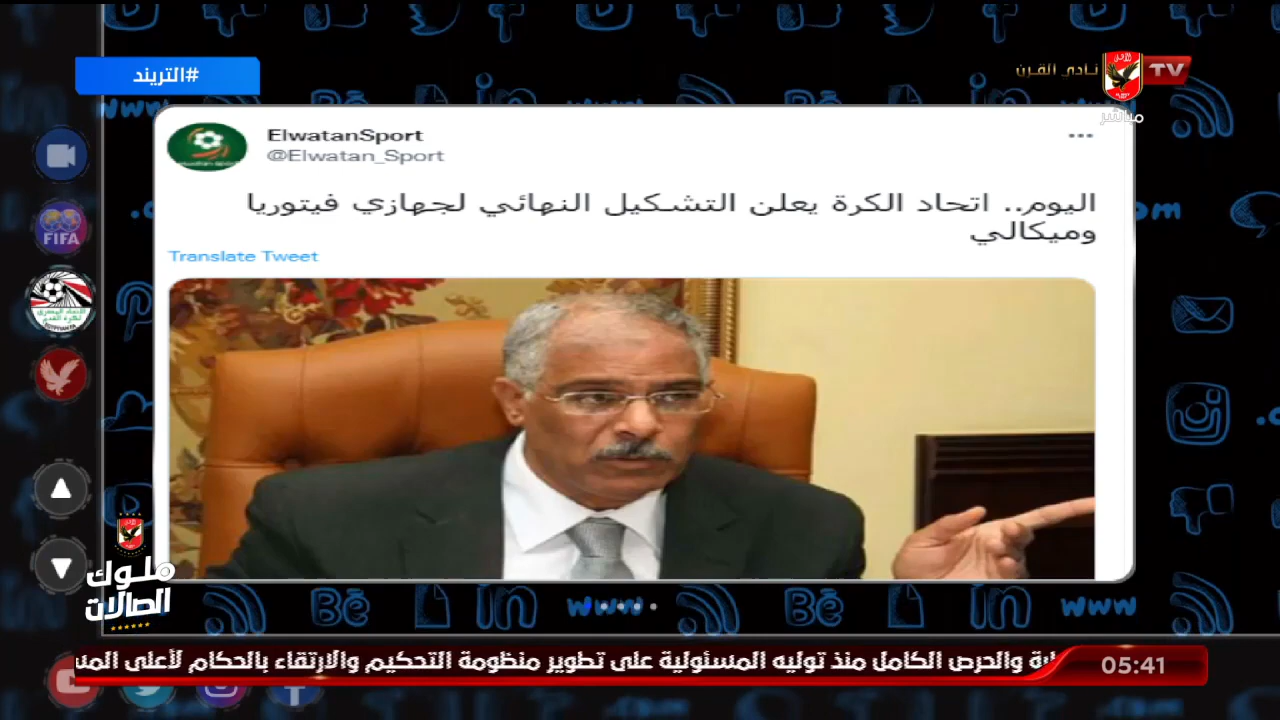 #التريند
نادي القرن
TV
مباشر
ElwatanSport
@Elwatan_Sport
اليوم.. اتحاد الكرة يعلن التشكيل النهائي لجهازي فيتوريا
وميكالي
Translate Tweet
FIFA
ملوك
الصالات
والحرص الكامل منذ توليه المسئولية على تطوير منظومة التحكيم والارتقاء بالحكام لأعلى
05:41